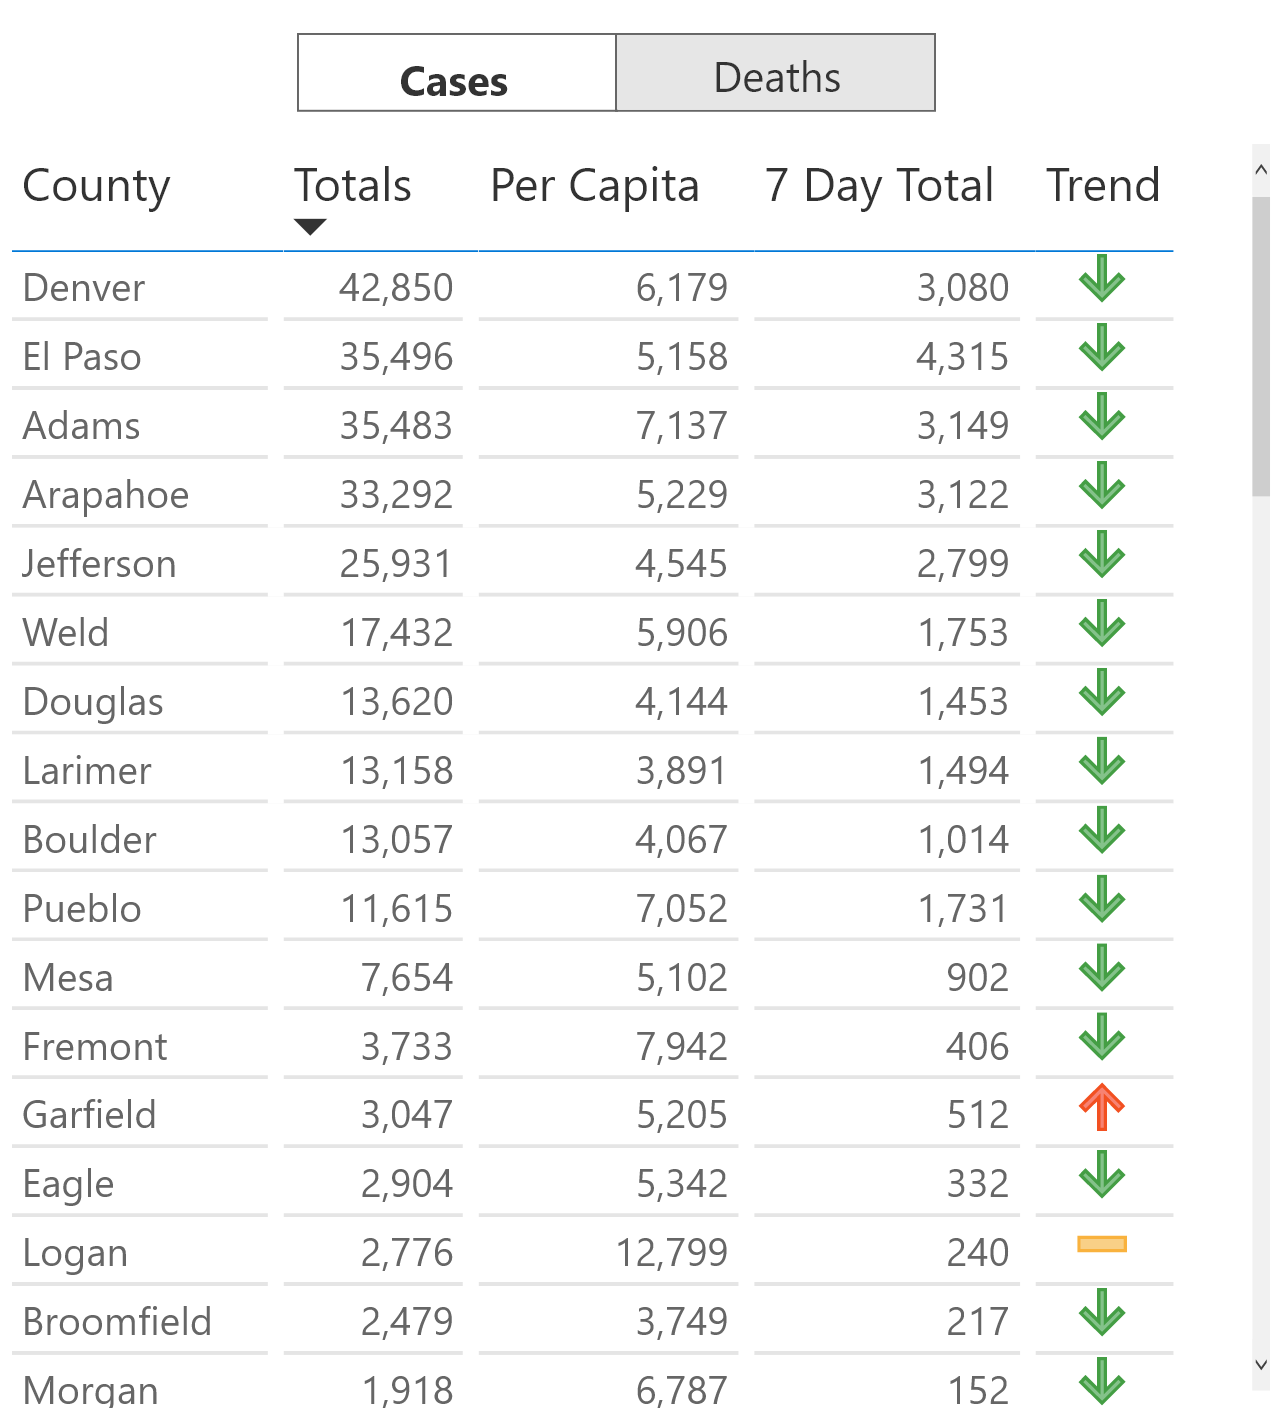 Cases Deaths
County Totals Per Capita 7 Day Total Trend
Denver 42,850 6,179 3,080
El Paso 35,496 5,158 4,315
Adams 35,483 7,137 3,149
Arapahoe 33,292 5,229 3,122
Jefferson 25,931 4,545 2,799
Weld 17,432 5,906 1,753
Douglas 13,620 4,144 1,453
Larimer 13,158 3,891 1,494
Boulder 13,057 4,067 1,014
Pueblo 11,615 7,052 1,731
Mesa 7,654 5,102 902
Fremont 3,733 7,942 406
Garfield 3,047 5,205 512
Eagle 2,904 5,342 332
Logan 2,776 12,799 240
Broomfield 2,479 3,749 217
Morgan 1,918 6,787 152